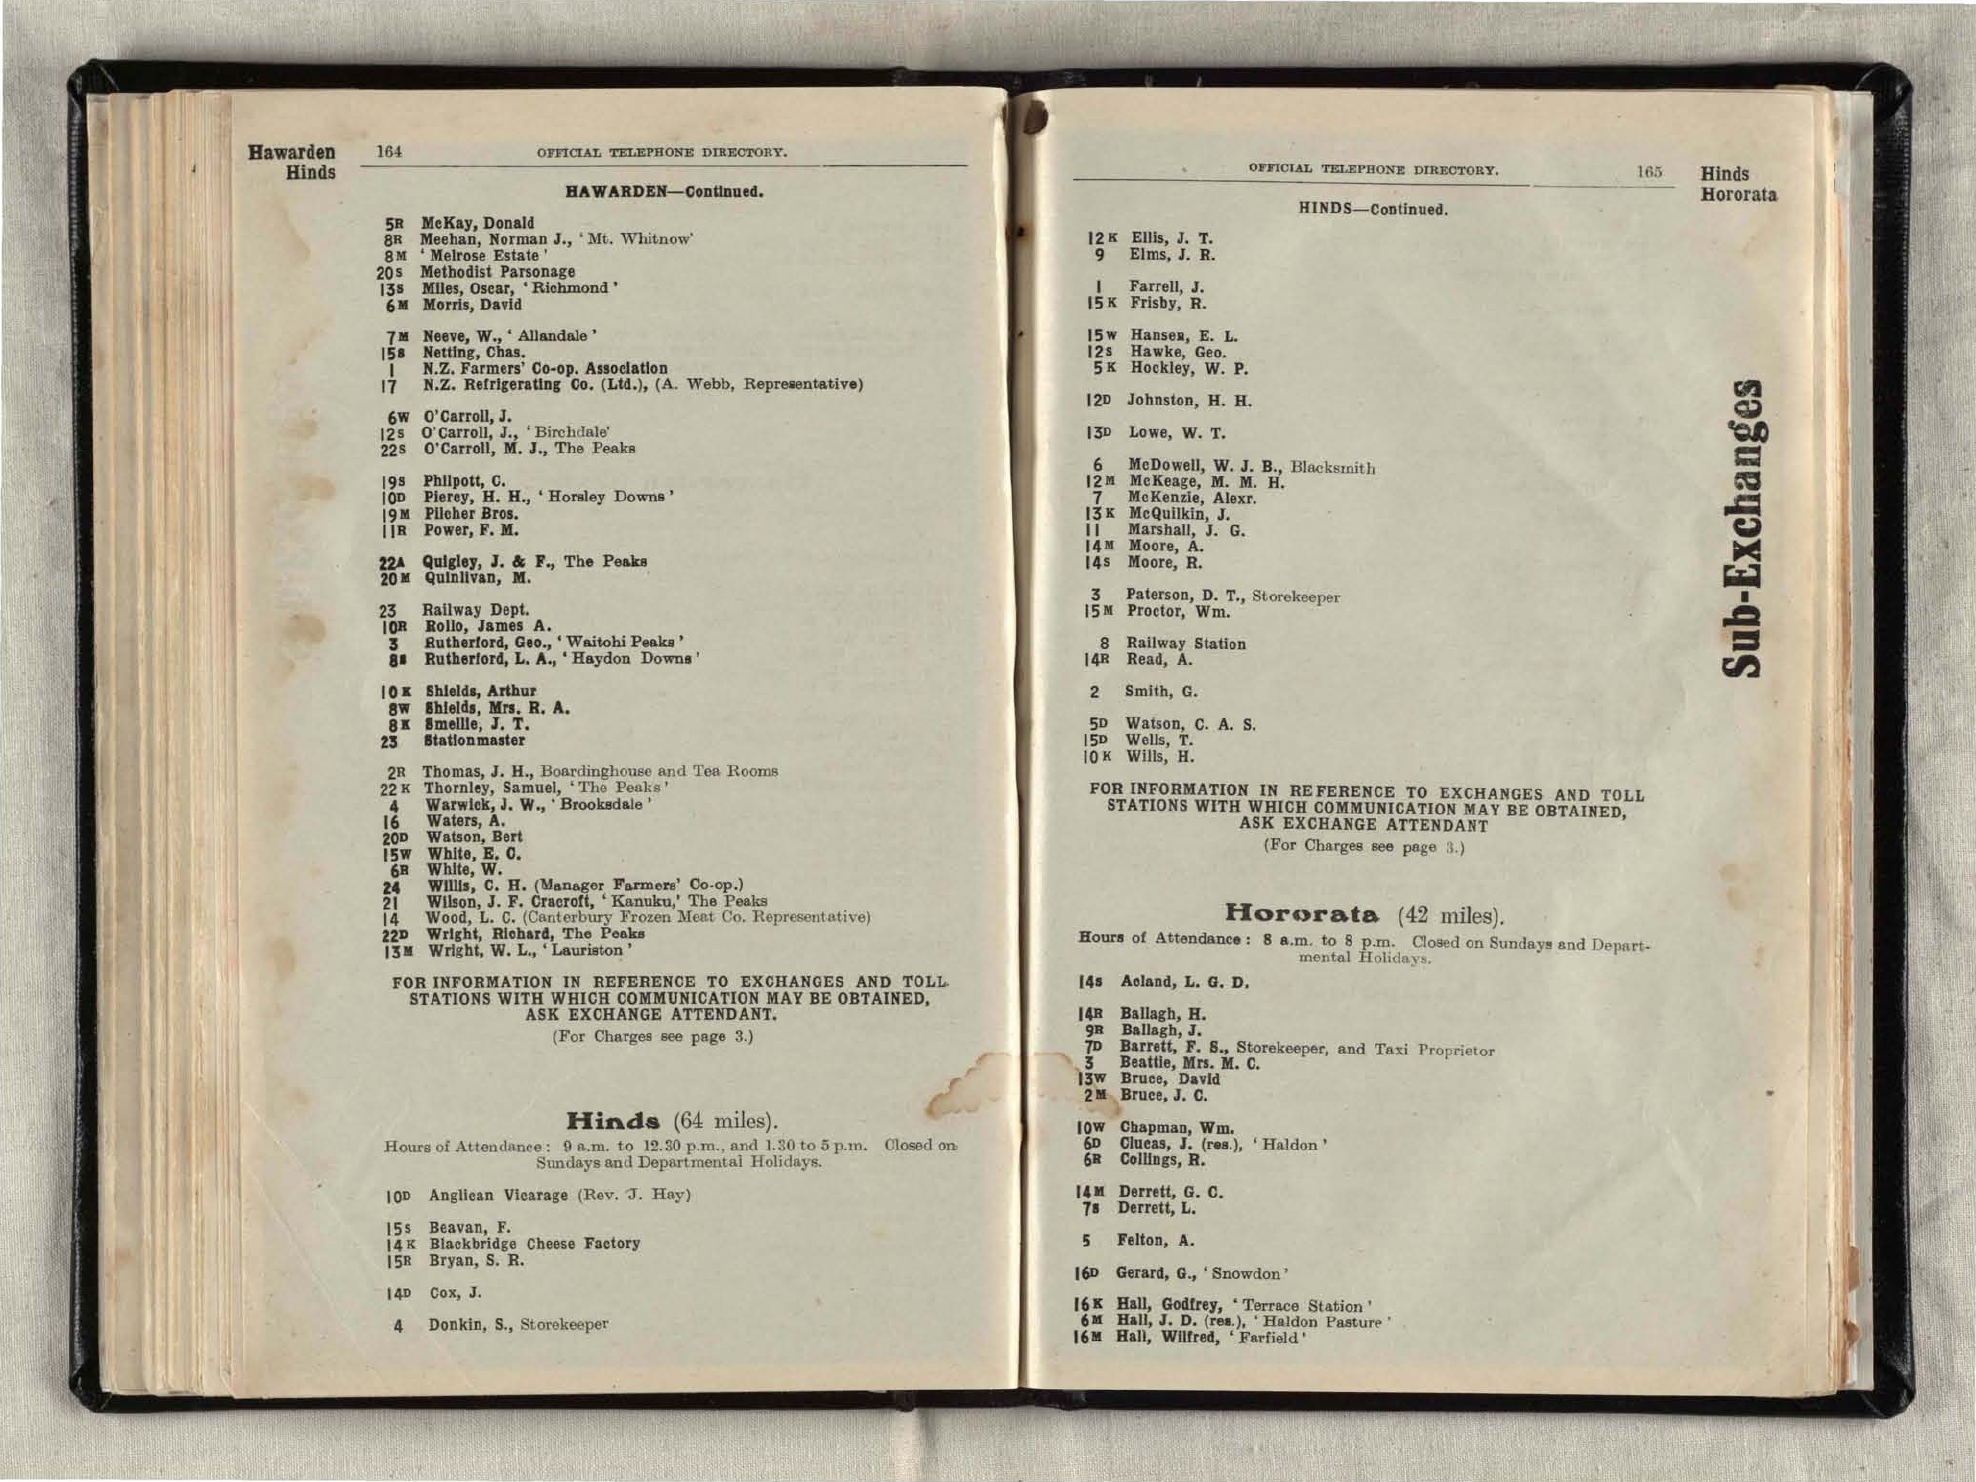 Hawarden
Hinds
164 OFFICIAL TELEPHONE DIRECTORY.
HAWARDEN—Continued.
5R McKay, Donald
8R Meehan, Norman J., ‘ Mt. Whitnow’
8M ‘ Melrose Estate ’
20S Methodist Parsonage
13S Miles, Oscar, ‘ Richmond ’
6M Morris, David
7M Neeve, W., ‘ Allandale ’
15S Netting, Chas.
1 N.Z. Farmers’ Co-op. Association
17 N.Z. Refrigerating Co. (Ltd.), (A. Webb, Representative)
6W O’Carroll, J.
12S O’Carroll, J., ‘ Birchdale’
22S O’Carroll, M. J., The Peaks
19S Philpott, C.
10D Piercy, H. H., ‘ Horsley Downs ’
19M Pilcher Bros.
11R Power, F. M.
22A Quigley, J. & F., The Peaks
20M Quinlivan, M.
23 Railway Dept.
10R Rollo, James A.
3 Rutherford, Geo., ‘ Waitohi Peaks ’
8S Rutherford, L. A., ‘ Haydon Downs ’
10K Shields, Arthur
8W Shields, Mrs. R. A.
8K Smellie, J. T.
23 Stationmaster
2R Thomas, J. H., Boardinghouse and Tea Rooms
22K Thornley, Samuel, ‘ The Peaks ’
4 Warwick, J. W., ‘ Brooksdale ’
16 Waters, A.
20D Watson, Bert
15W White, E. C.
6R White, W.
24 Willis, C. H. (Manager Farmers’ Co-op.)
21 Wilson, J. F. Cracroft, ‘ Kanuku,’ The Peaks
14 Wood, L. C. (Canterbury Frozen Meat Co. Representative)
22D Wright, Richard, The Peaks
13M Wright, W. L., ‘ Lauriston ’
FOR INFORMATION IN REFERENCE TO EXCHANGES AND TOLL
STATIONS WITH WHICH COMMUNICATION MAY BE OBTAINED,
ASK EXCHANGE ATTENDANT.
(For Charges see page 3.)
Hinds (64 miles).
Hours of Attendance : 9 a.m. to 12.30 p.m., and 1.30 to 5 p.m. Closed on
Sundays and Departmental Holidays.
10D Anglican Vicarage (Rev. J. Hay)
15S Beavan, F.
14K Blackbridge Cheese Factory
15R Bryan, S. R.
14D Cox, J.
4 Donkin, S., Storekeeper
OFFICIAL TELEPHONE DIRECTORY. 165
Hinds
Hororata
HINDS—Continued.
12K Ellis, J. T.
9 Elms, J. R.
1 Farrell, J.
15K Frisby, R.
15W Hansen, E. L.
12S Hawke, Geo.
5K Hockley, W. P.
12D Johnston, H. H.
13D Lowe, W. T.
6 McDowell, W. J. B., Blacksmith
12M McKeage, M. M. H.
7 McKenzie, Alexr.
13K McQuilkin, J.
11 Marshall, J. G.
14M Moore, A.
14S Moore, R.
3 Paterson, D. T., Storekeeper
15M Proctor, Wm.
8 Railway Station
14R Read, A.
2 Smith, G.
5D Watson, C. A. S.
15D Wells, T.
10K Wills, H.
FOR INFORMATION IN REFERENCE TO EXCHANGES AND TOLL
STATIONS WITH WHICH COMMUNICATION MAY BE OBTAINED,
ASK EXCHANGE ATTENDANT
(For Charges see page 3.)
Hororata (42 miles).
Hours of Attendance : 8 a.m. to 8 p.m. Closed on Sundays and Depart-
mental Holidays.
14S Acland, L. G. D.
14R Ballagh, H.
9R Ballagh, J.
7D Barrett, F. S., Storekeeper, and Taxi Proprietor
3 Beattie, Mrs. M. C.
13W Bruce, David
2M Bruce, J. C.
10W Chapman, Wm.
6D Clucas, J. (res.), ‘ Haldon ’
6R Collings, R.
14M Derrett, G. C.
7S Derrett, L.
5 Felton, A.
16D Gerard, G., ‘ Snowdon ’
16K Hall, Godfrey, ‘ Terrace Station ’
6M Hall, J. D. (res.), ‘ Haldon Pasture ’
16M Hall, Wilfred, ‘ Farfield ’
Sub-Exchanges